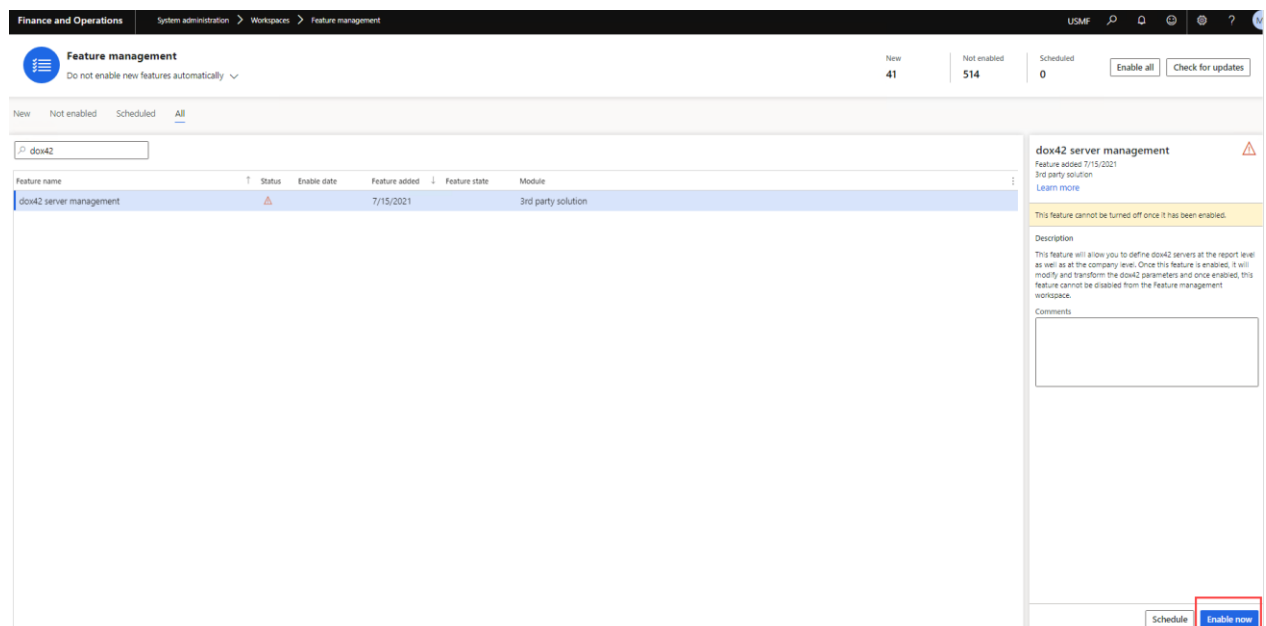 Finance and Operations System administration > Workspaces > Feature management USMF ?
Feature management
Do not enable new features automatically
New Not enabled Scheduled
41 514 0
Enable all Check for updates
New Not enabled Scheduled All
dox42
Feature name ↑ Status Enable date Feature added ↓ Feature state Module
dox42 server management 7/15/2021 3rd party solution
dox42 server management
Feature added 7/15/2021
3rd party solution
Learn more
This feature cannot be turned off once it has been enabled.
Description
This feature will allow you to define dox42 servers at the report level
as well as at the company level. Once this feature is enabled, it will
modify and transform the dox42 parameters and once enabled, this
feature cannot be disabled from the Feature management
workspace.
Comments
Schedule Enable now